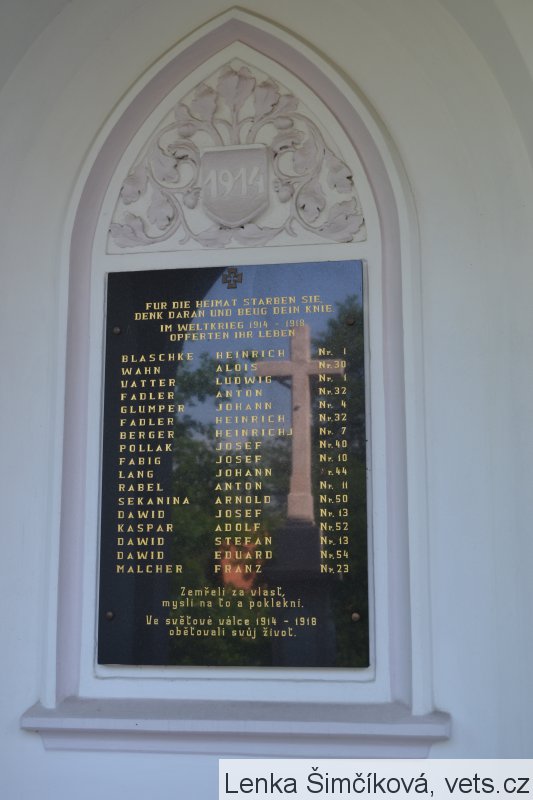 1914
FÜR DIE HEIMAT STARBEN SIE,
DENK DARAN UND BEUG DEIN KNIE.
IM WELTKRIEG 1914 - 1918
OPFERTEN IHR LEBEN
BLASCHKE HEINRICH Nr. 1
WAHN ALOIS Nr. 30
VATTER LUDWIG Nr. 1
FADLER ANTON Nr. 32
GLUMPER JOHANN Nr. 4
FADLER HEINRICH Nr. 32
BERGER HEINRICHJ Nr. 7
POLLAK JOSEF Nr. 40
FABIG JOSEF Nr. 10
LANG JOHANN r. 44
RABEL ANTON Nr. 11
SEKANINA ARNOLD Nr. 50
DAWID JOSEF Nr. 13
KASPAR ADOLF Nr. 52
DAWID STEFAN Nr. 13
DAWID EDUARD Nr. 54
MALCHER FRANZ Nr. 23
Zemřeli za vlasť,
mysli na to a poklekni.
Ve světové válce 1914 - 1918
obětovali svůj život.
Lenka Šimčíková, vets.cz